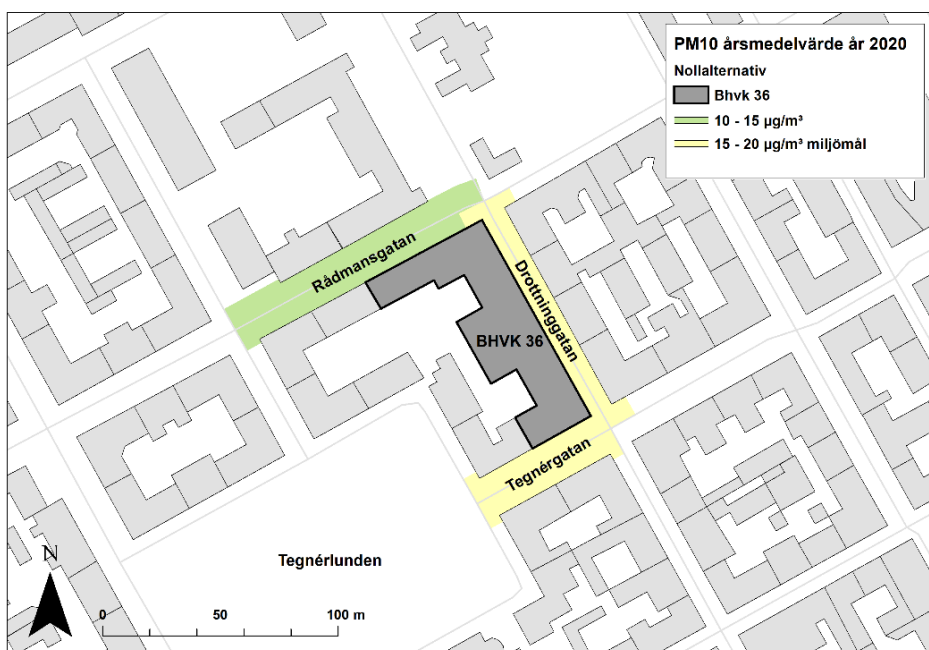 PM10 årsmedelvärde år 2020
Nollalternativ
Bhvk 36
10 - 15 µg/m³
15 - 20 µg/m³ miljömål
Rådmansgatan
Drottninggatan
BHVK 36
Tegnérgatan
Tegnérlunden
N
0 50 100 m